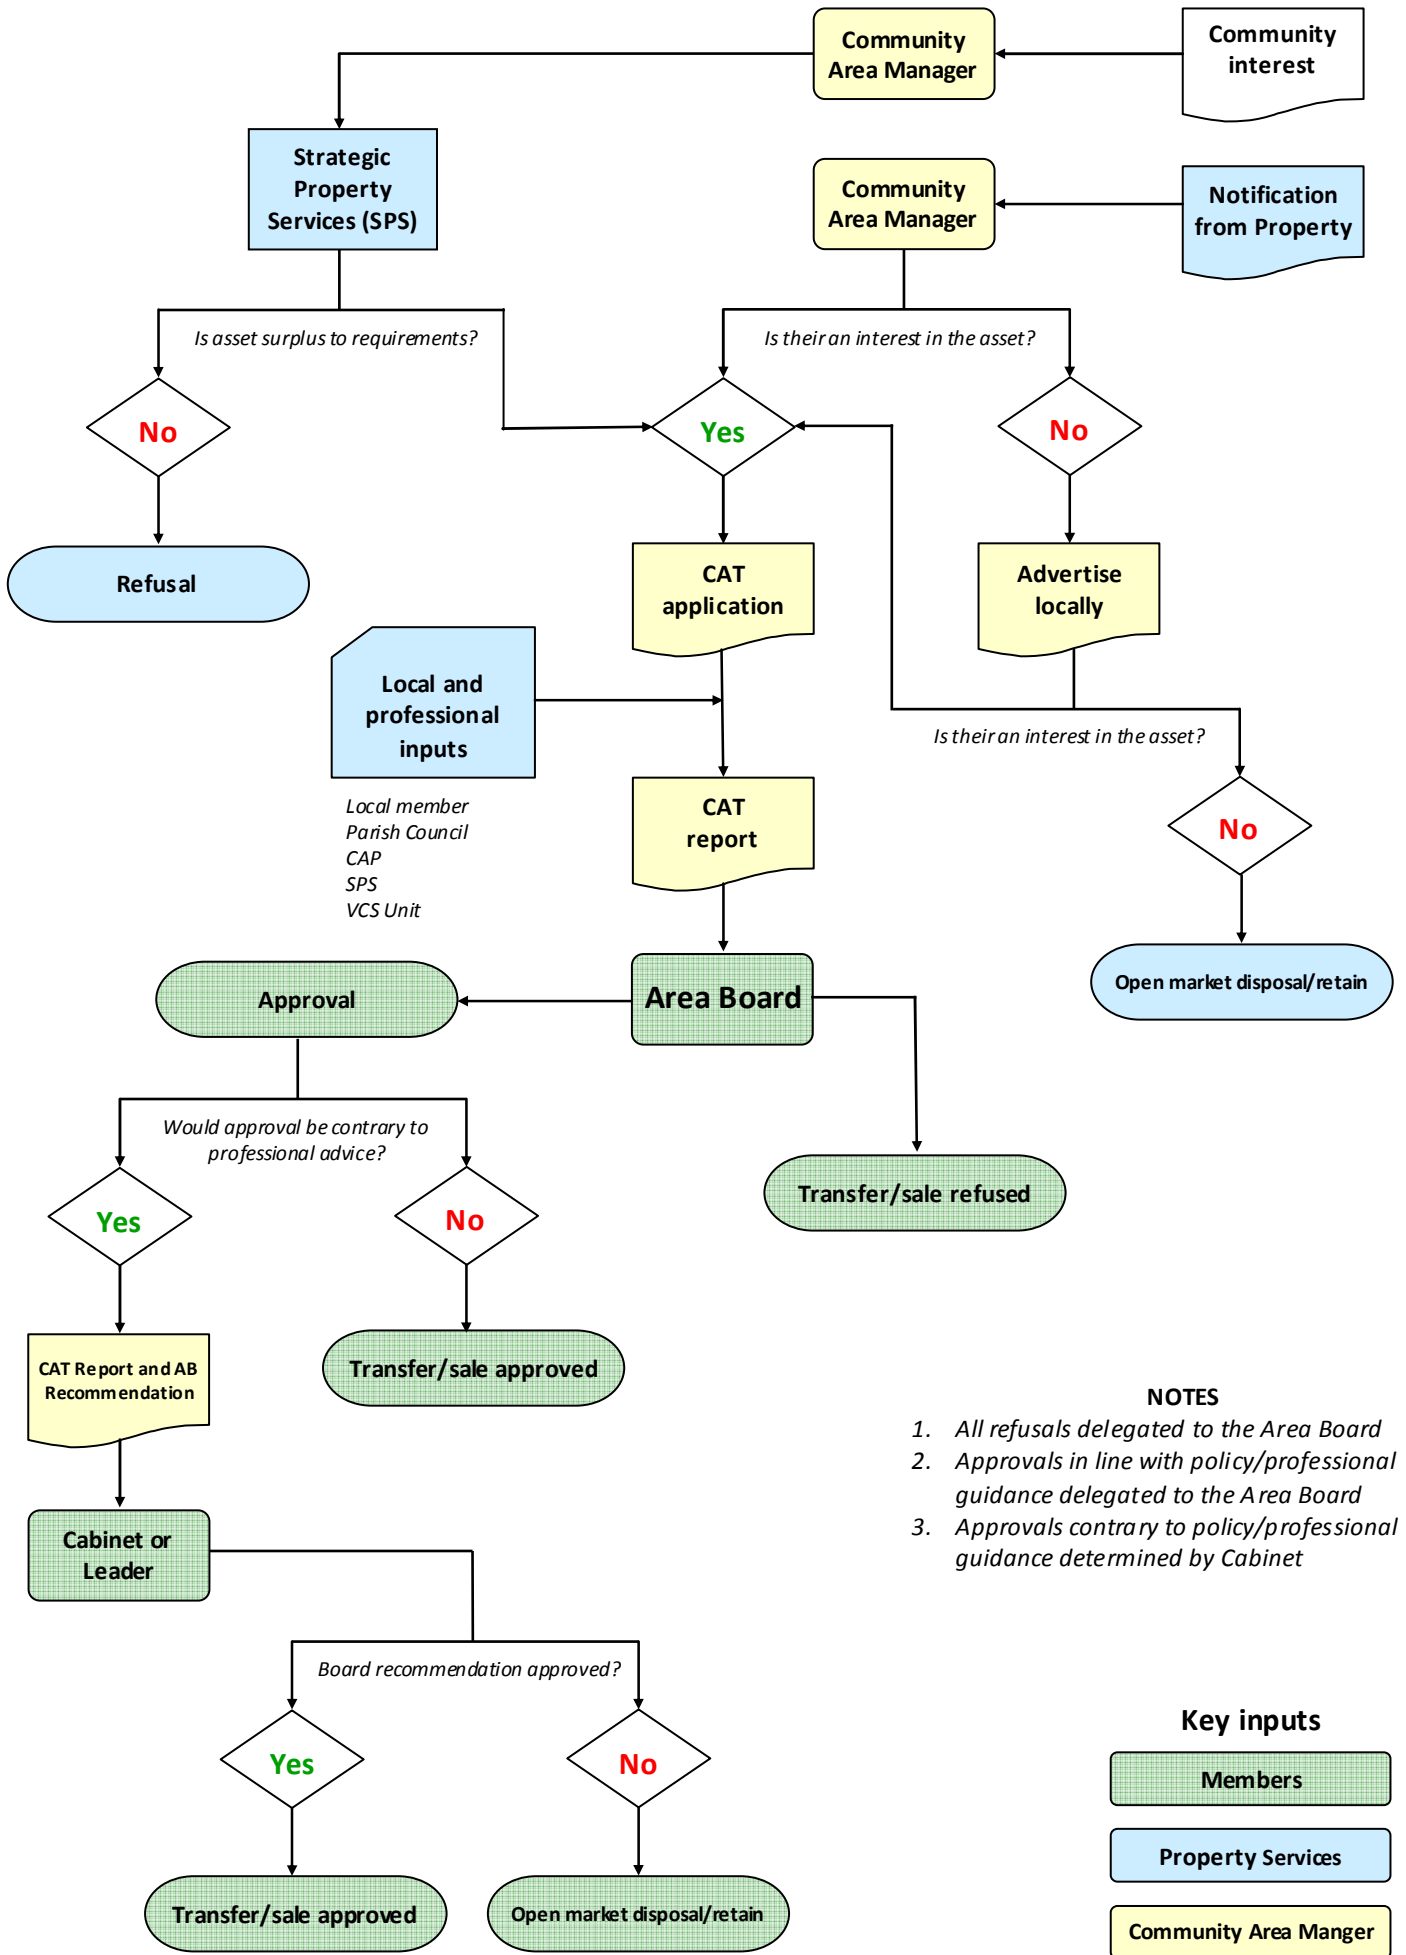 Community
Area Manager
Community
interest
Strategic
Property
Services (SPS)
Community
Area Manager
Notification
from Property
Is asset surplus to requirements?
Is their an interest in the asset?
No
Yes
No
Refusal
CAT
application
Advertise
locally
Local and
professional
inputs
Is their an interest in the asset?
Local member
Parish Council
CAP
SPS
VCS Unit
CAT
report
No
Approval
Area Board
Open market disposal/retain
Would approval be contrary to
professional advice?
Transfer/sale refused
Yes
No
CAT Report and AB
Recommendation
Transfer/sale approved
NOTES
1. All refusals delegated to the Area Board
2. Approvals in line with policy/professional
guidance delegated to the Area Board
3. Approvals contrary to policy/professional
guidance determined by Cabinet
Cabinet or
Leader
Board recommendation approved?
Yes
No
Transfer/sale approved
Open market disposal/retain
Key inputs
Members
Property Services
Community Area Manger